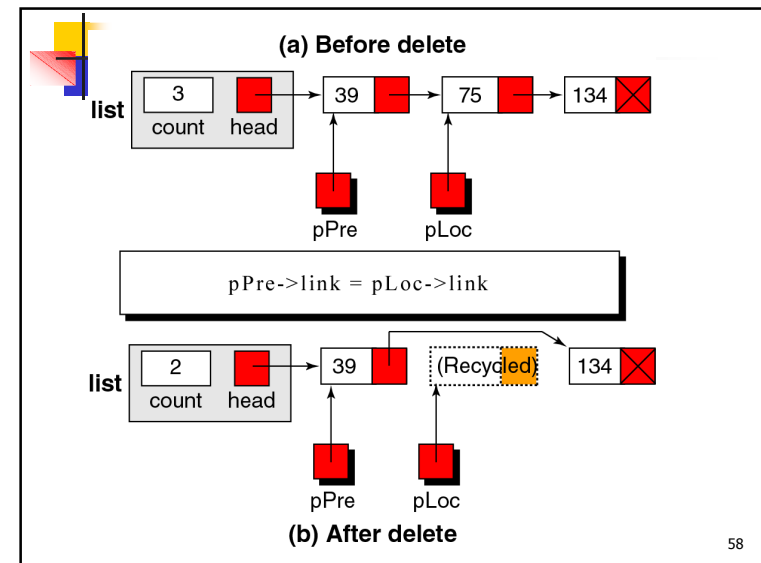 (a) Before delete
list
3
count
head
39
75
134
pPre
pLoc
pPre->link = pLoc->link
list
2
count
head
39
(Recycled)
134
pPre
pLoc
(b) After delete
58